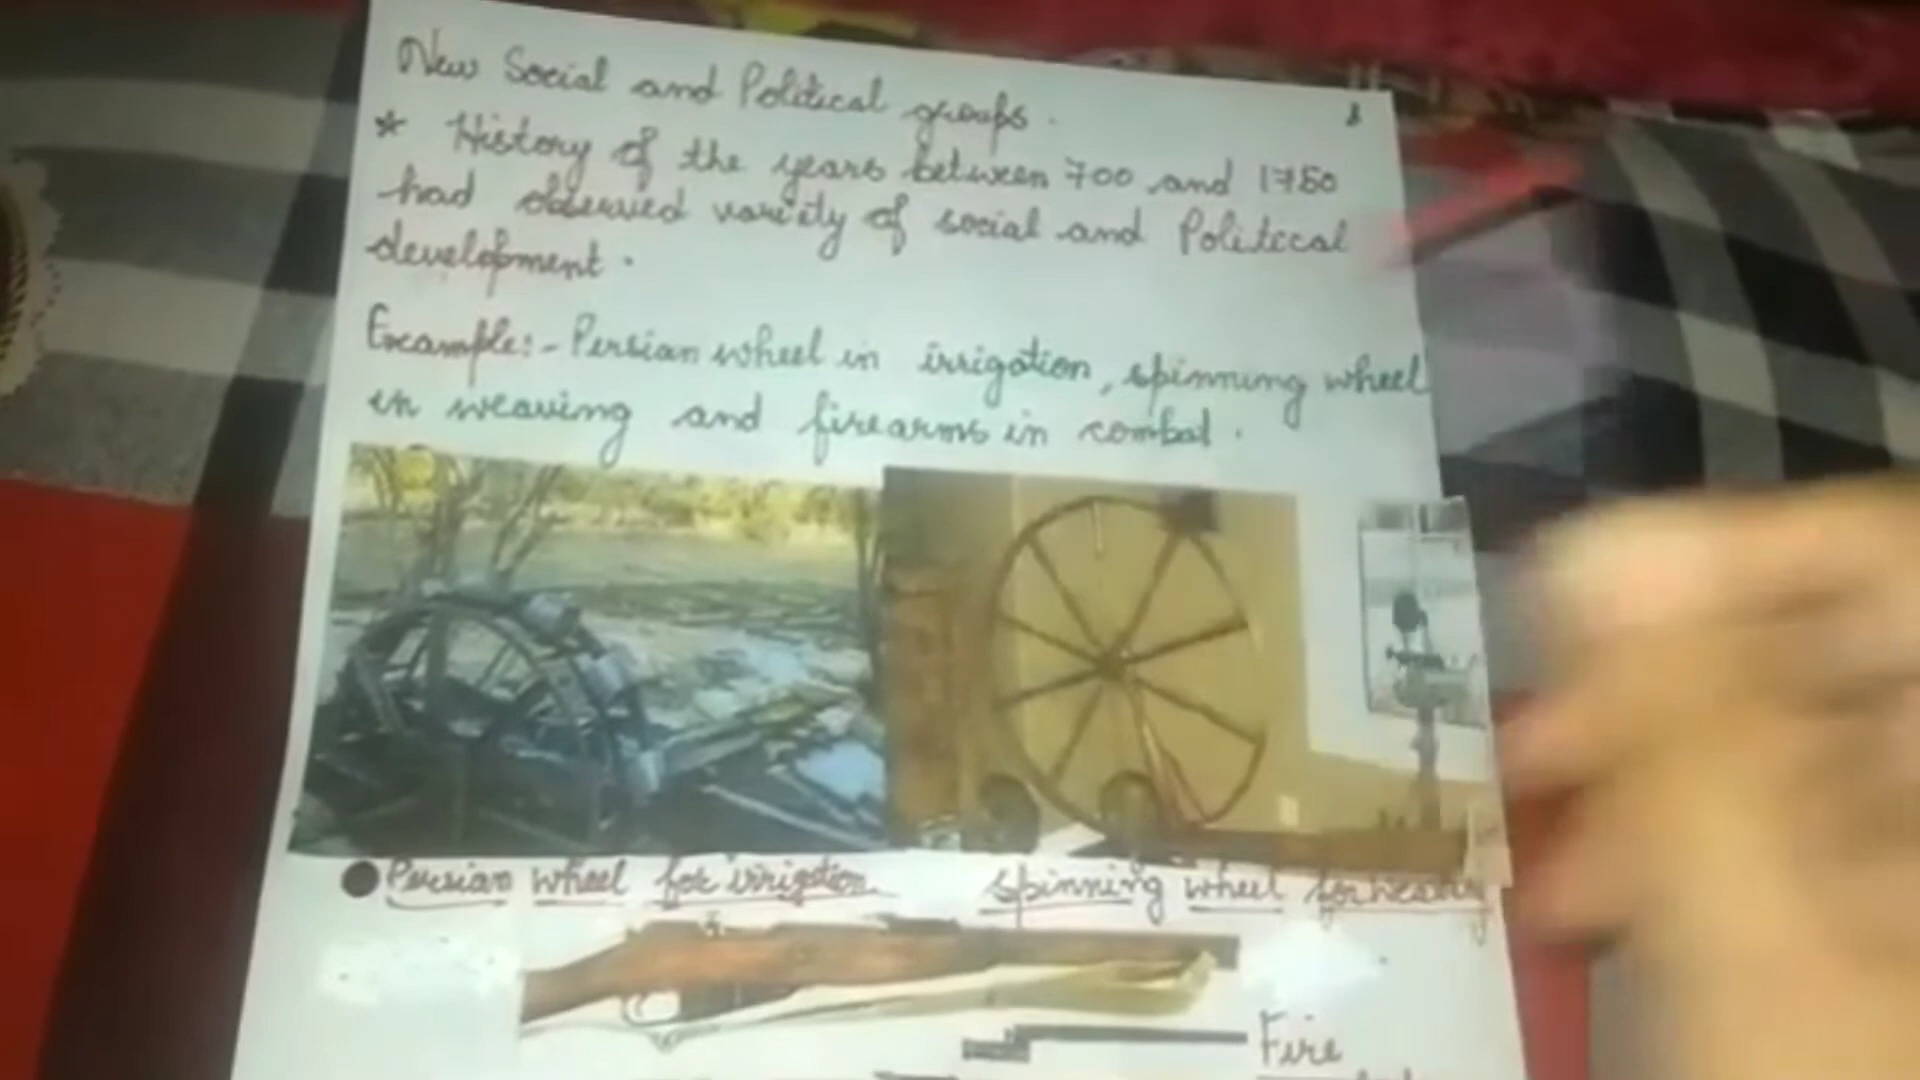 New Social and Political groups.
* History of the years between 700 and 1750
had observed variety of social and Political
development.
Example:- Persian wheel in irrigation, spinning wheel
in weaving and firearms in combat.
Persian wheel for irrigation
spinning wheel for weaving
Fire